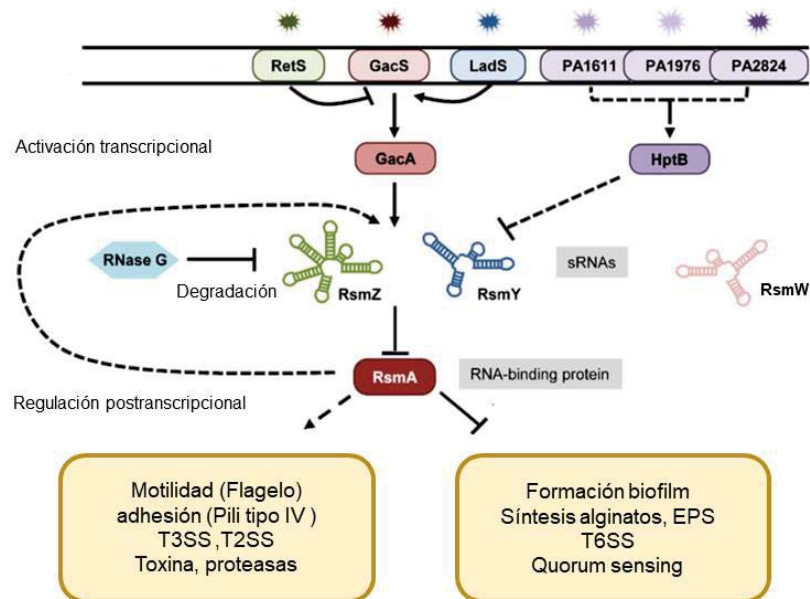 RetS
GacS
LadS
PA1611
PA1976
PA2824
Activación transcripcional
GacA
HptB
RNase G
Degradación
RsmZ
RsmY
sRNAs
RsmW
RsmA
RNA-binding protein
Regulación postranscripcional
Motilidad (Flagelo)
adhesión (Pili tipo IV )
T3SS ,T2SS
Toxina, proteasas
Formación biofilm
Síntesis alginatos, EPS
T6SS
Quorum sensing